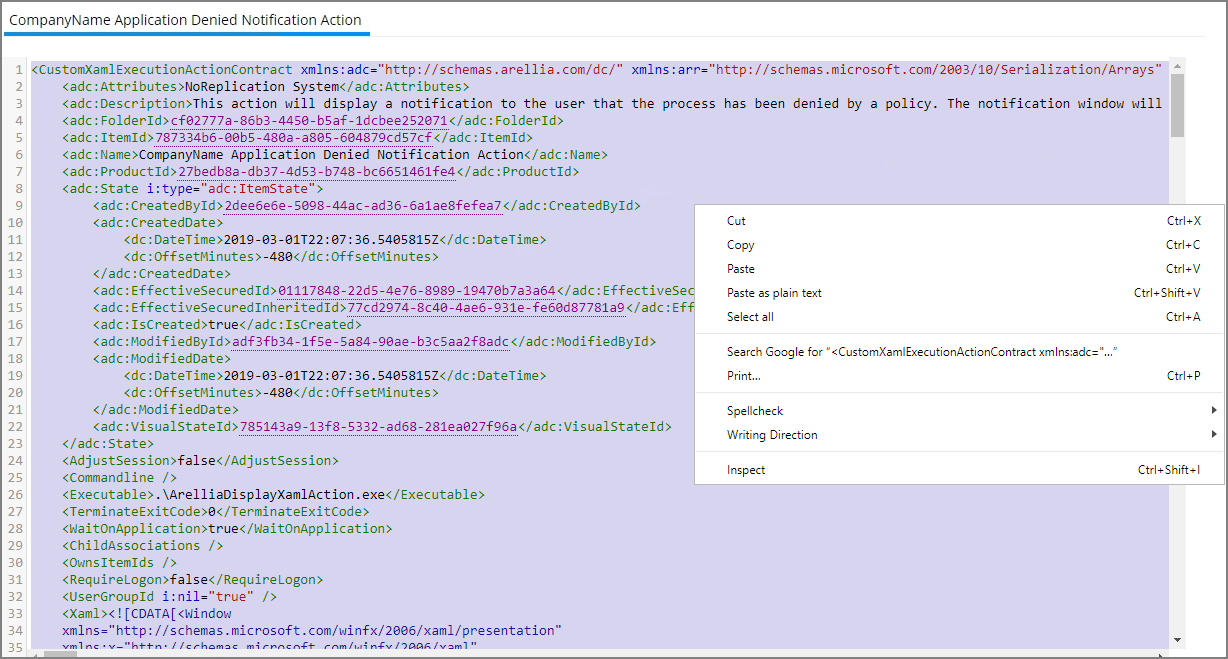 CompanyName Application Denied Notification Action
1 <CustomXamlExecutionActionContract xmlns:adc="http://schemas.arellia.com/dc/" xmlns:arr="http://schemas.microsoft.com/2003/10/Serialization/Arrays"
2 <adc:Attributes>NoReplication System</adc:Attributes>
3 <adc:Description>This action will display a notification to the user that the process has been denied by a policy. The notification window will
4 <adc:FolderId>cf02777a-86b3-4450-b5af-1dcbee252071</adc:FolderId>
5 <adc:ItemId>787334b6-00b5-480a-a805-604879cd57cf</adc:ItemId>
6 <adc:Name>CompanyName Application Denied Notification Action</adc:Name>
7 <adc:ProductId>27bedb8a-db37-4d53-b748-bc6651461fe4</adc:ProductId>
8 <adc:State i:type="adc:ItemState">
9 <adc:CreatedById>2dee6e6e-5098-44ac-ad36-6a1ae8fefea7</adc:CreatedById>
10 <adc:CreatedDate>
11 <dc:DateTime>2019-03-01T22:07:36.5405815Z</dc:DateTime>
12 <dc:OffsetMinutes>-480</dc:OffsetMinutes>
13 </adc:CreatedDate>
14 <adc:EffectiveSecuredId>01117848-22d5-4e76-8989-19470b7a3a64</adc:EffectiveSec
15 <adc:EffectiveSecuredInheritedId>77cd2974-8c40-4ae6-931e-fe60d87781a9</adc:Eff
16 <adc:IsCreated>true</adc:IsCreated>
17 <adc:ModifiedById>adf3fb34-1f5e-5a84-90ae-b3c5aa2f8adc</adc:ModifiedById>
18 <adc:ModifiedDate>
19 <dc:DateTime>2019-03-01T22:07:36.5405815Z</dc:DateTime>
20 <dc:OffsetMinutes>-480</dc:OffsetMinutes>
21 </adc:ModifiedDate>
22 <adc:VisualStateId>785143a9-13f8-5332-ad68-281ea027f96a</adc:VisualStateId>
23 </adc:State>
24 <AdjustSession>false</AdjustSession>
25 <Commandline />
26 <Executable>.\ArelliaDisplayXamlAction.exe</Executable>
27 <TerminateExitCode>0</TerminateExitCode>
28 <WaitOnApplication>true</WaitOnApplication>
29 <ChildAssociations />
30 <OwnsItemIds />
31 <RequireLogon>false</RequireLogon>
32 <UserGroupId i:nil="true" />
33 <Xaml><![CDATA[<Window
34 xmlns="http://schemas.microsoft.com/winfx/2006/xaml/presentation"
35 xmlns:x="http://schemas.microsoft.com/winfx/2006/xaml"
Cut Ctrl+X
Copy Ctrl+C
Paste Ctrl+V
Paste as plain text Ctrl+Shift+V
Select all Ctrl+A
Search Google for “<CustomXamlExecutionActionContract xmlns:adc="...”
Print... Ctrl+P
Spellcheck
Writing Direction
Inspect Ctrl+Shift+I